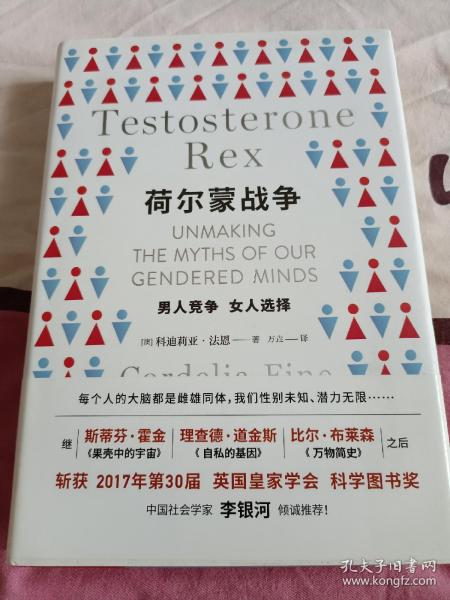 Testosterone
Rex
荷尔蒙战争
UNMAKING
THE MYTHS OF OUR
GENDERED MINDS
男人竞争 女人选择
[澳] 科迪莉亚·法恩——著 万垚——译
Cordelia Fine
每个人的大脑都是雌雄同体，我们性别未知、潜力无限……
继 斯蒂芬·霍金 理查德·道金斯 比尔·布莱森 之后
《果壳中的宇宙》 《自私的基因》 《万物简史》
斩获 2017年第30届 英国皇家学会 科学图书奖
中国社会学家 李银河 倾诚推荐！
孔夫子旧书网
www.kongfz.com